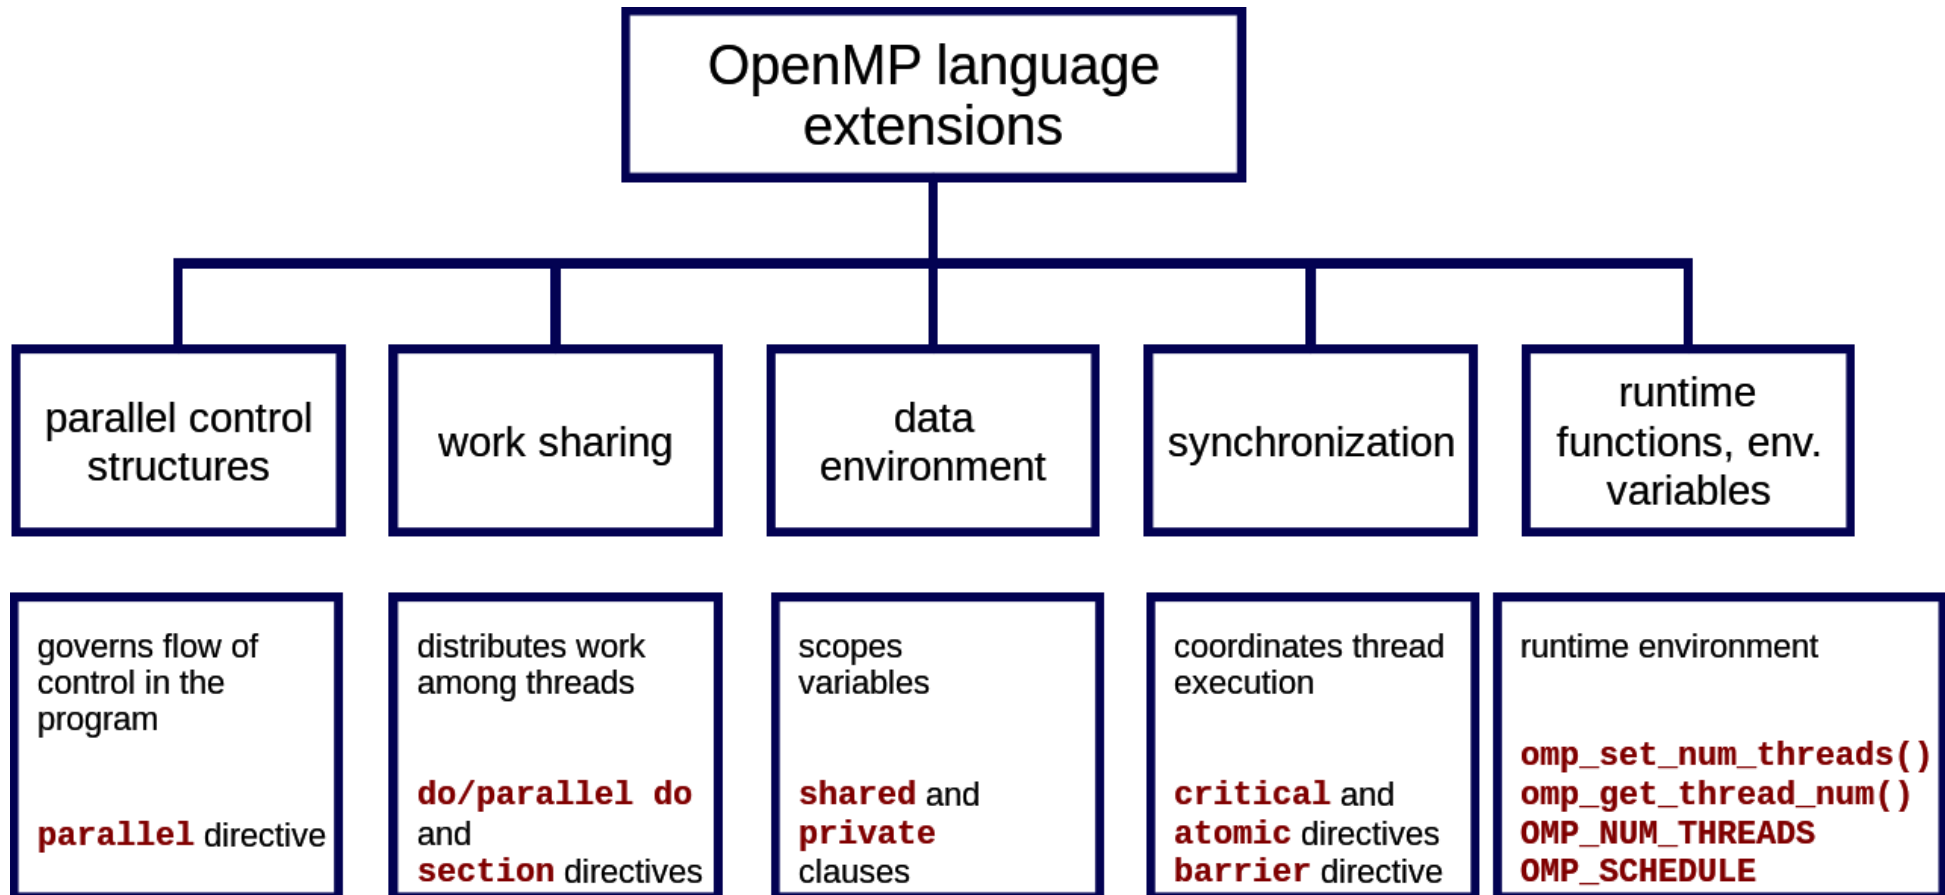 OpenMP language
extensions
parallel control
structures
work sharing
data
environment
synchronization
runtime
functions, env.
variables
governs flow of
control in the
program
parallel directive
distributes work
among threads
do/parallel do
and
section directives
scopes
variables
shared and
private
clauses
coordinates thread
execution
critical and
atomic directives
barrier directive
runtime environment
omp_set_num_threads()
omp_get_thread_num()
OMP_NUM_THREADS
OMP_SCHEDULE